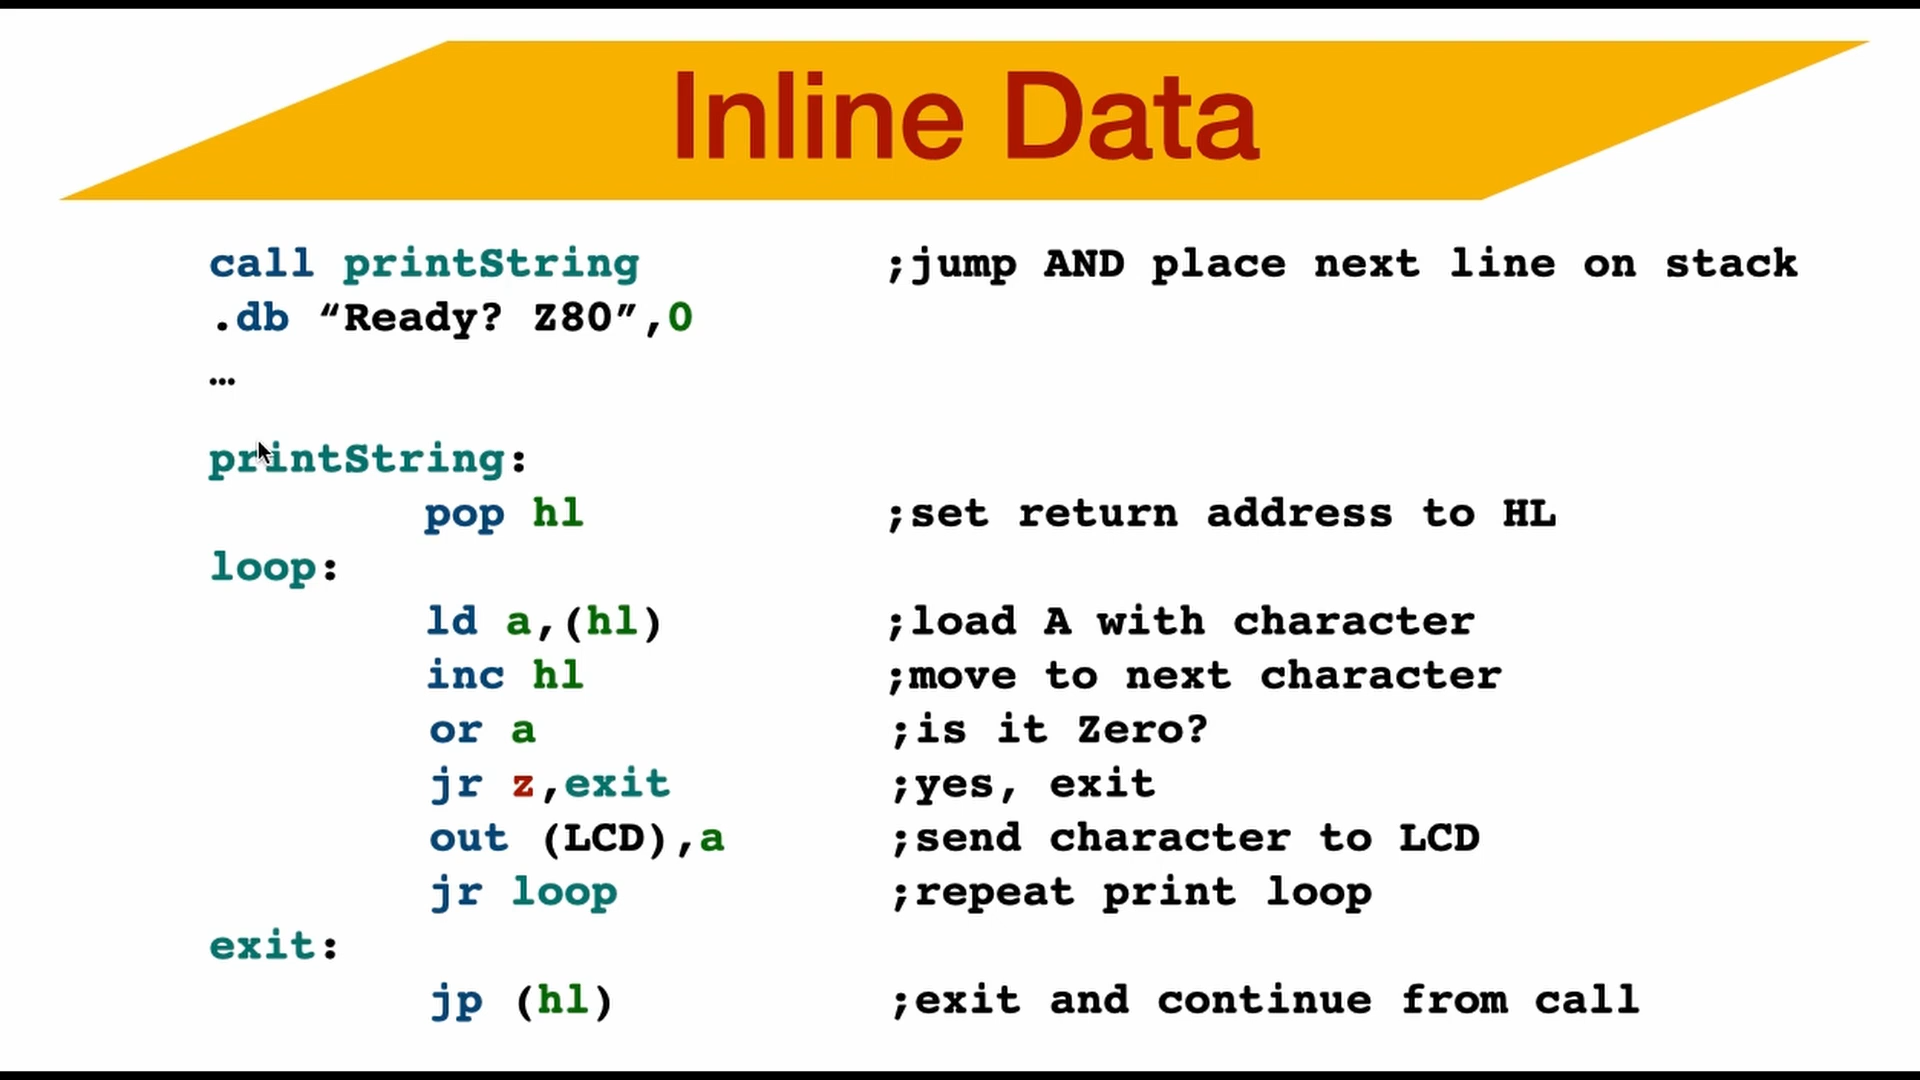 Inline Data
call printString ;jump AND place next line on stack
.db “Ready? Z80”,0
…
printString:
pop hl ;set return address to HL
loop:
ld a,(hl) ;load A with character
inc hl ;move to next character
or a ;is it Zero?
jr z,exit ;yes, exit
out (LCD),a ;send character to LCD
jr loop ;repeat print loop
exit:
jp (hl) ;exit and continue from call